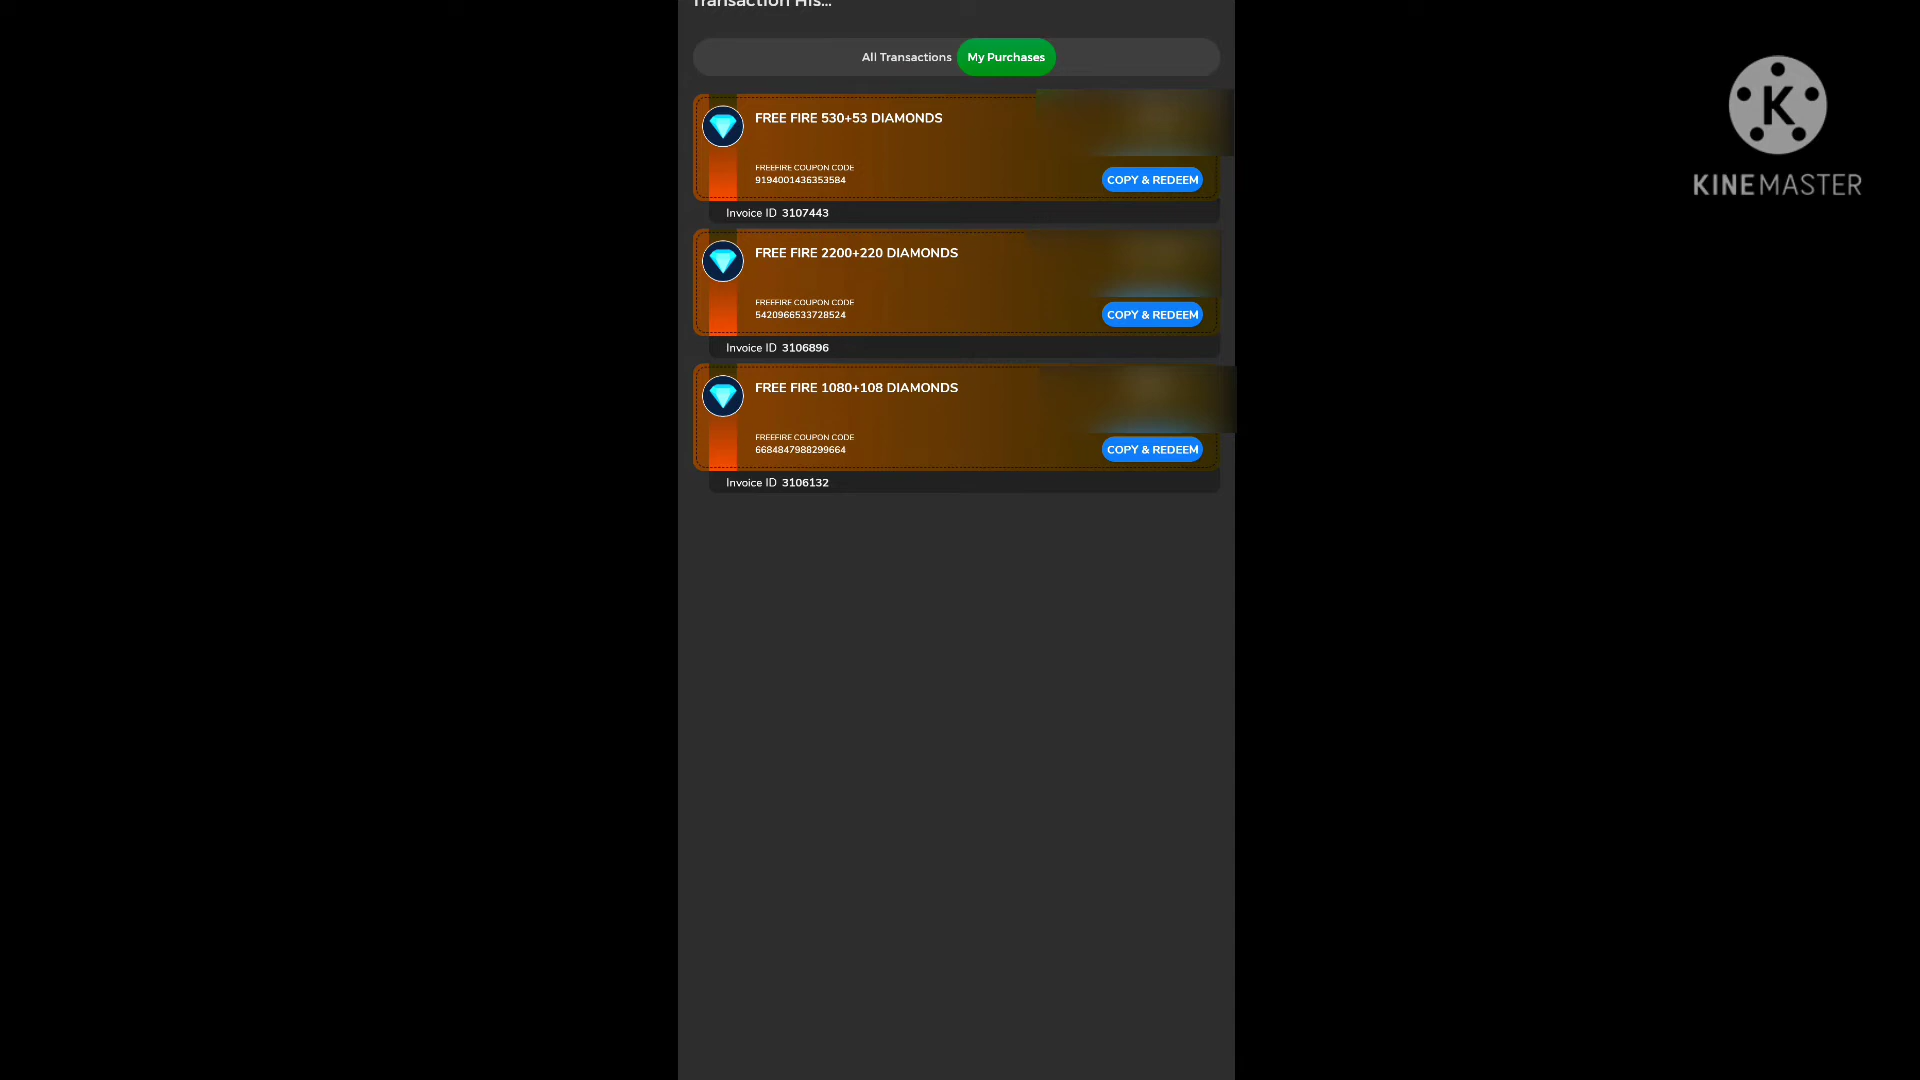 Transaction His...
All Transactions My Purchases
FREE FIRE 530+53 DIAMONDS
FREEFIRE COUPON CODE
9194001436353584
COPY & REDEEM
Invoice ID 3107443
FREE FIRE 2200+220 DIAMONDS
FREEFIRE COUPON CODE
5420966533728524
COPY & REDEEM
Invoice ID 3106896
FREE FIRE 1080+108 DIAMONDS
FREEFIRE COUPON CODE
6684847988299664
COPY & REDEEM
Invoice ID 3106132
K
KINEMASTER